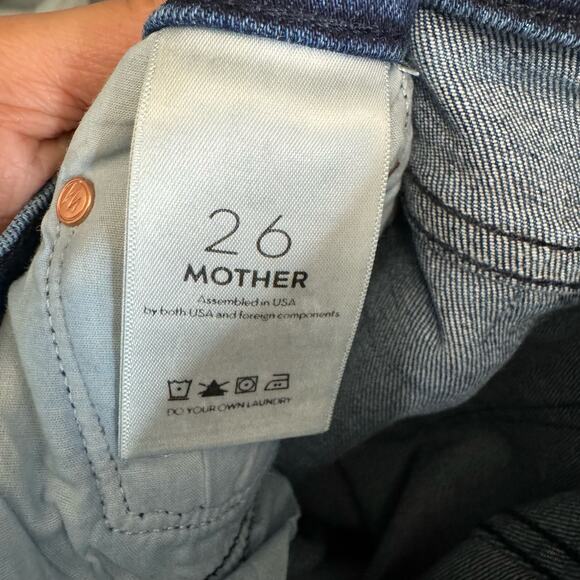 26
MOTHER
Assembled in USA
by both USA and foreign components
DO YOUR OWN LAUNDRY